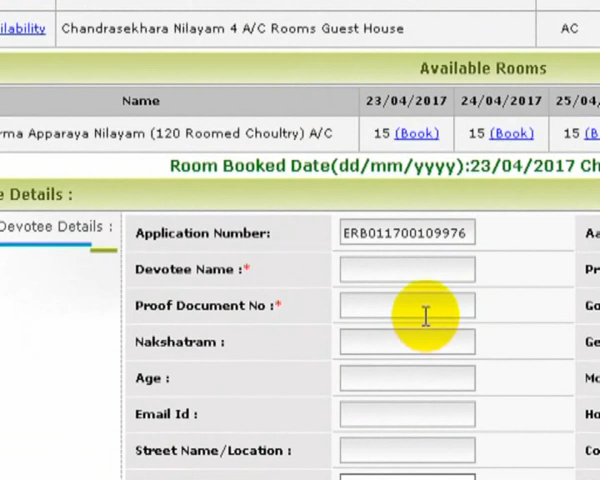 ilability Chandrasekhara Nilayam 4 A/C Rooms Guest House AC
Available Rooms
Name 23/04/2017 24/04/2017 25/04/
rma Apparaya Nilayam (120 Roomed Choultry) A/C 15 (Book) 15 (Book) 15 (B
Room Booked Date(dd/mm/yyyy):23/04/2017 Ch
e Details :
Devotee Details :
Application Number: ERB011700109976 Aa
Devotee Name :* Pr
Proof Document No :* Go
Nakshatram : Ge
Age : Mo
Email Id : Ho
Street Name/Location : Co